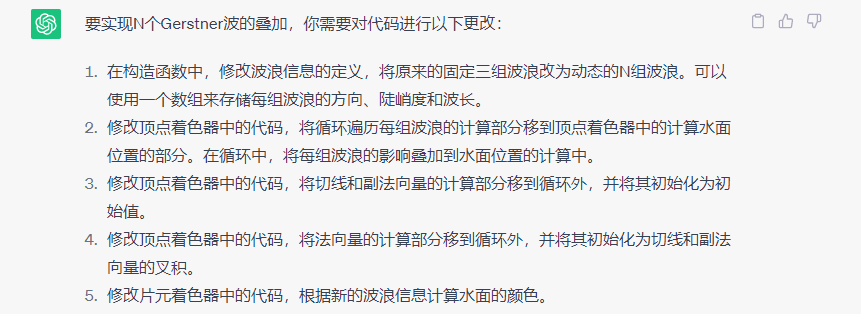 要实现N个Gerstner波的叠加，你需要对代码进行以下更改：
1. 在构造函数中，修改波浪信息的定义，将原来的固定三组波浪改为动态的N组波浪。可以
使用一个数组来存储每组波浪的方向、陡峭度和波长。
2. 修改顶点着色器中的代码，将循环遍历每组波浪的计算部分移到顶点着色器中的计算水面
位置的部分。在循环中，将每组波浪的影响叠加到水面位置的计算中。
3. 修改顶点着色器中的代码，将切线和副法向量的计算部分移到循环外，并将其初始化为初
始值。
4. 修改顶点着色器中的代码，将法向量的计算部分移到循环外，并将其初始化为切线和副法
向量的叉积。
5. 修改片元着色器中的代码，根据新的波浪信息计算水面的颜色。